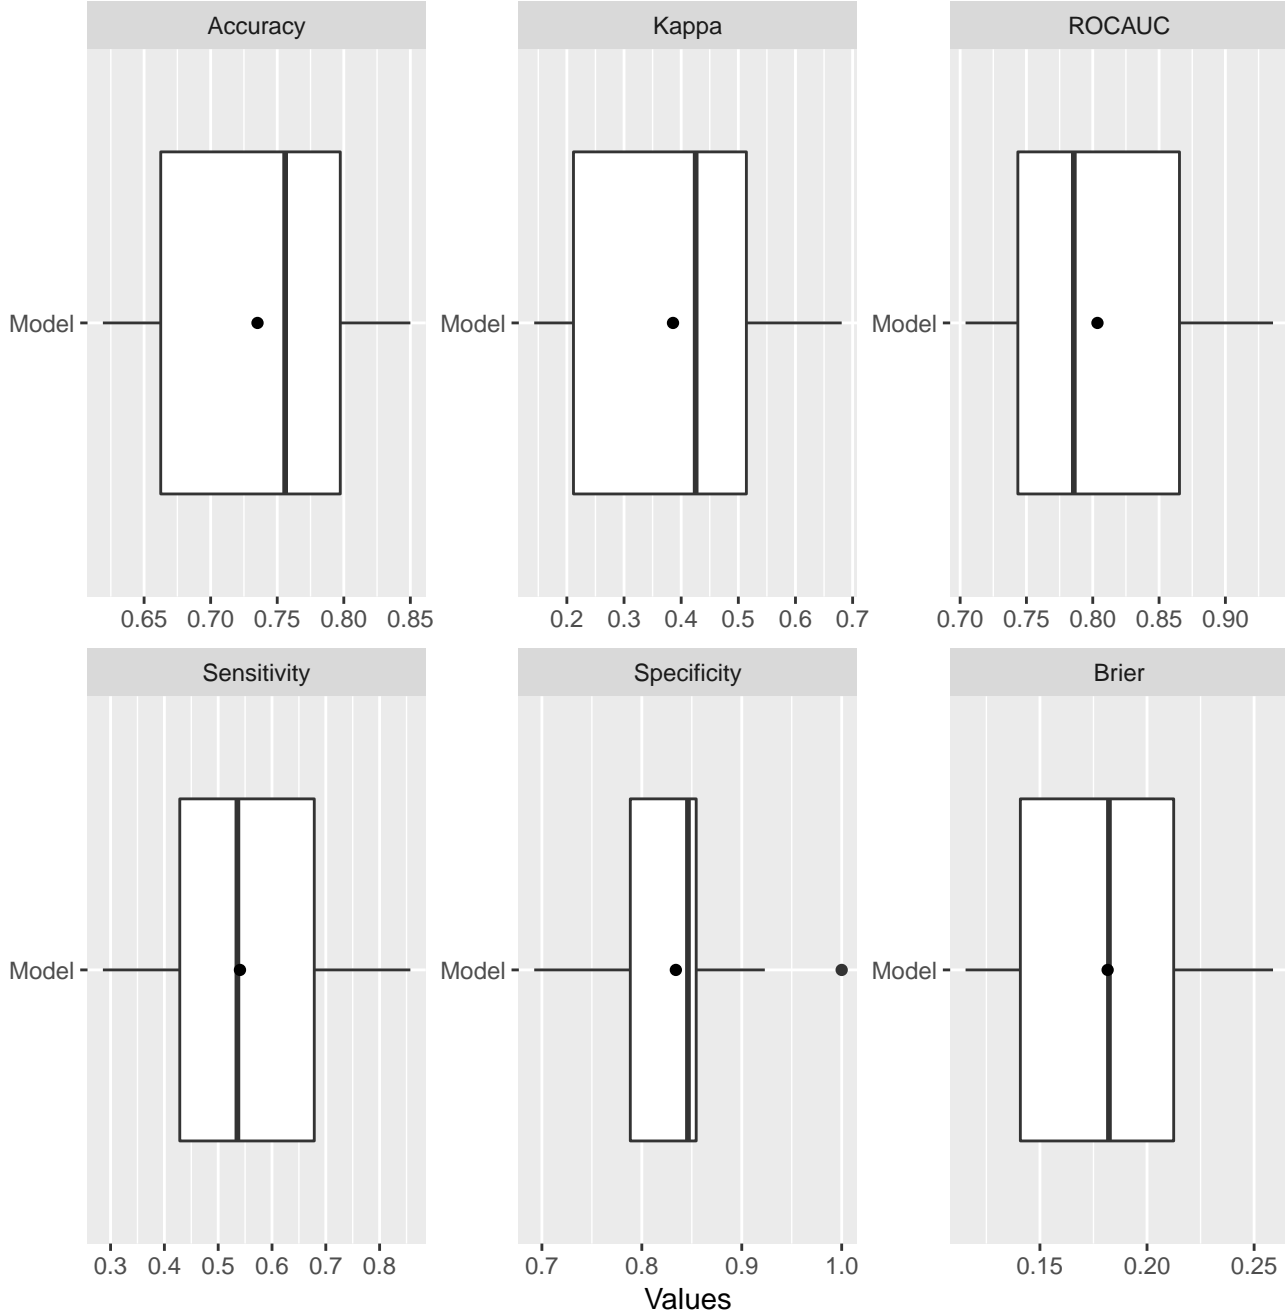 Accuracy Kappa ROCAUC
Model Model Model
0.65 0.70 0.75 0.80 0.85 0.2 0.3 0.4 0.5 0.6 0.7 0.70 0.75 0.80 0.85 0.90
Sensitivity Specificity Brier
Model Model Model
0.3 0.4 0.5 0.6 0.7 0.8 0.7 0.8 0.9 1.0 0.15 0.20 0.25
Values